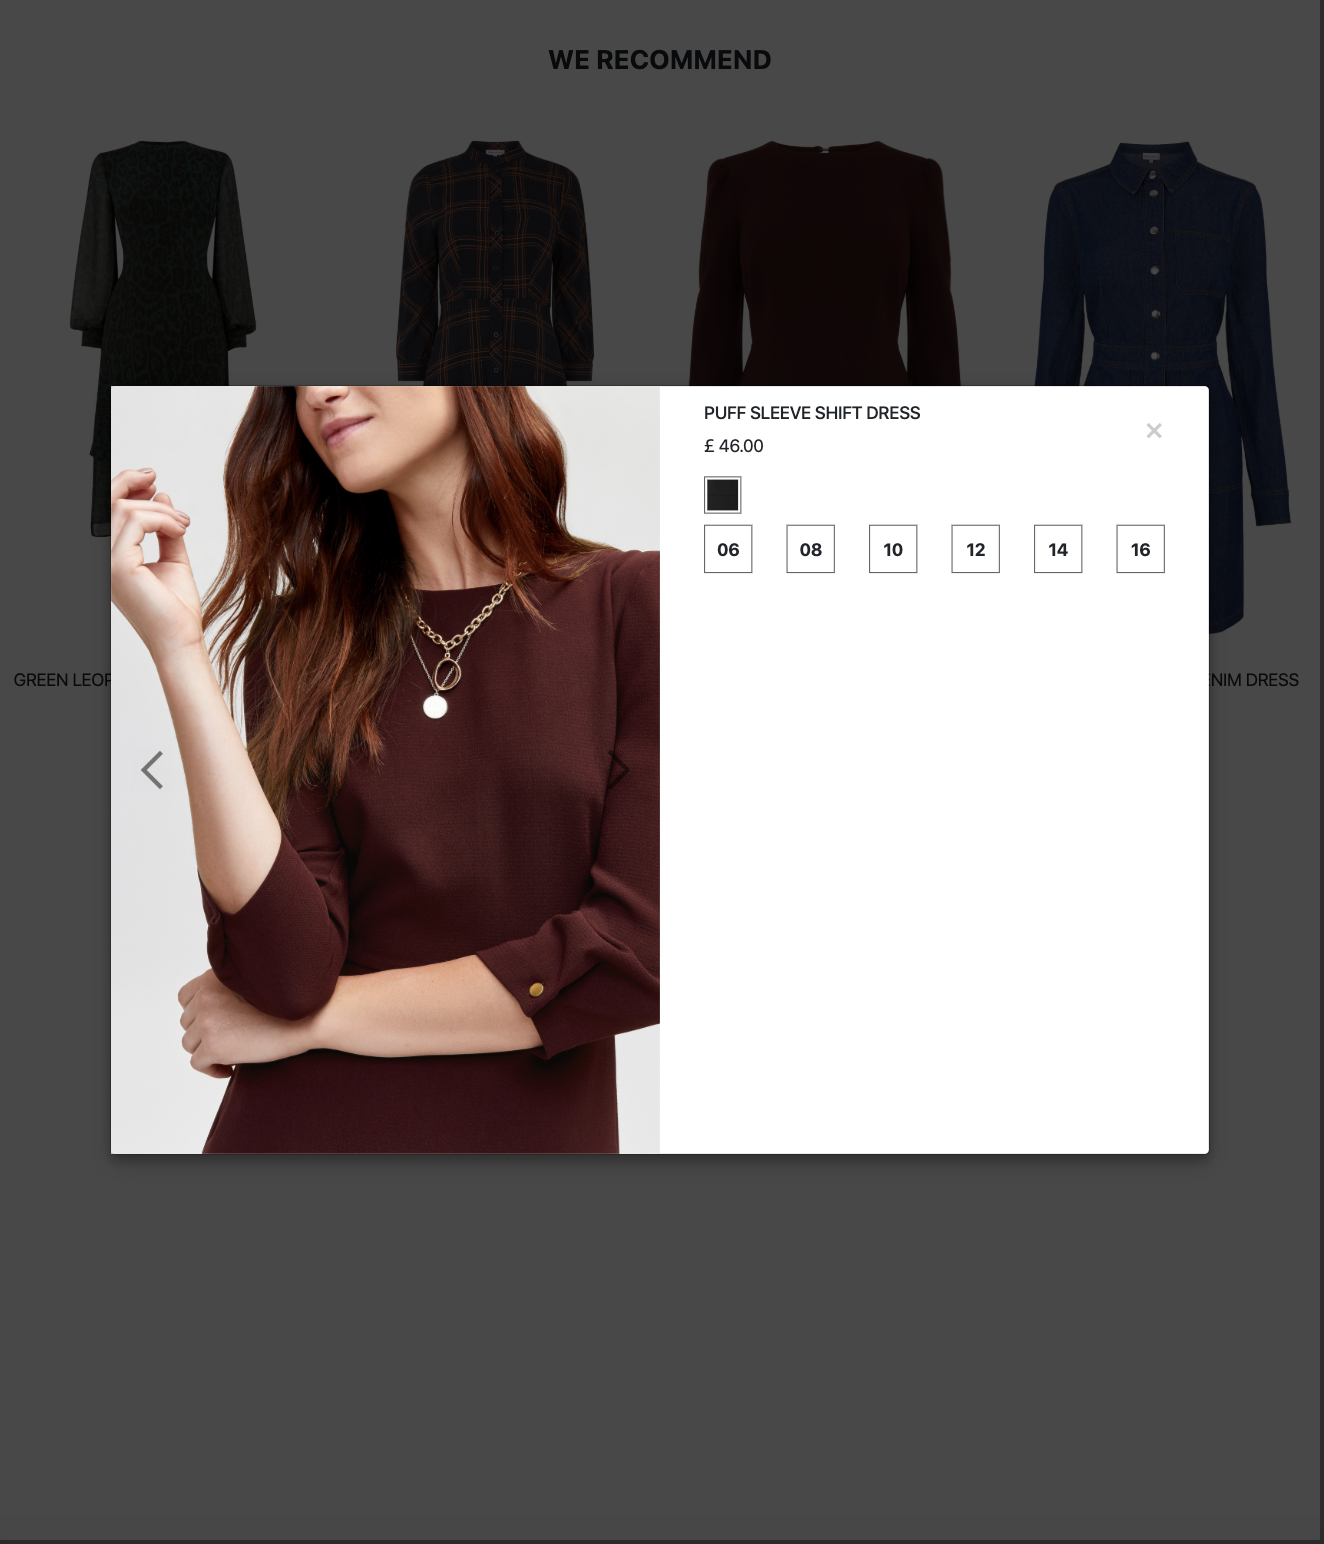 WE RECOMMEND
PUFF SLEEVE SHIFT DRESS
£ 46.00
06 08 10 12 14 16
GREEN LEOP
NIM DRESS